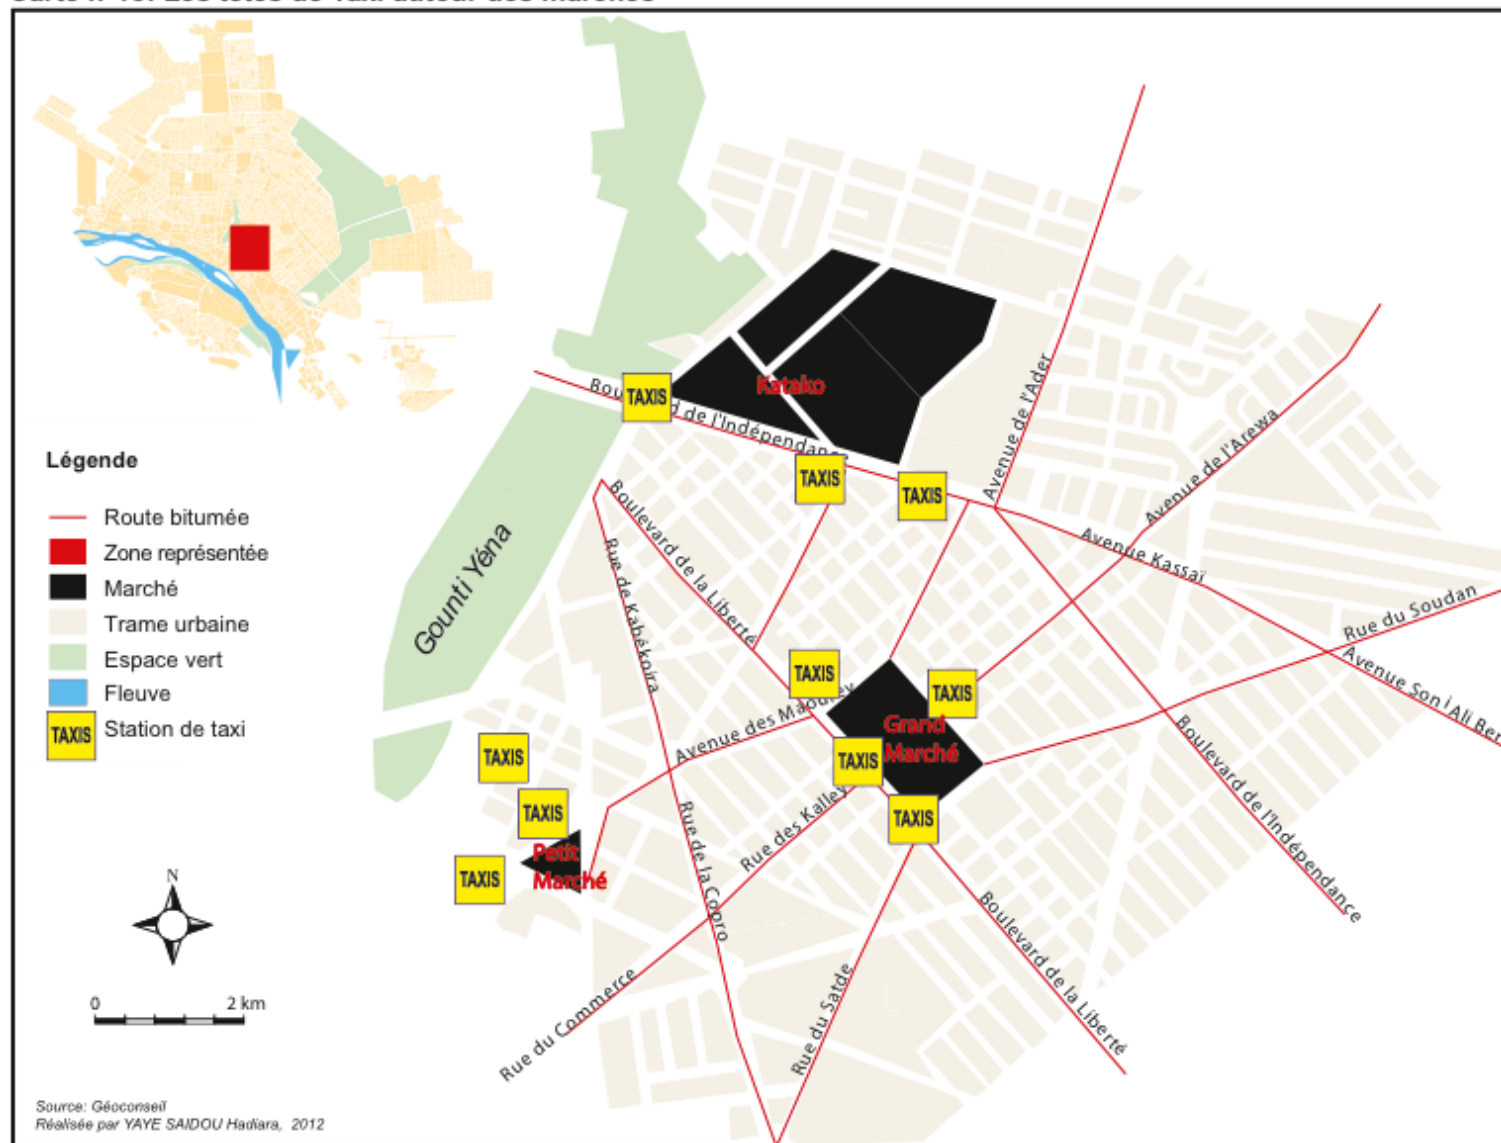 Légende
Route bitumée
Zone représentée
Marché
Trame urbaine
Espace vert
Fleuve
TAXIS
Station de taxi
N
0
2 km
Source: Géoconseil
Réalisée par YAYE SAIDOU Hadiara, 2012
Gounti Yéna
TAXIS
Katako
de l'Indépendance
TAXIS
TAXIS
Avenue de l'Ader
Avenue de l'Arewa
Avenue Kassaï
Rue du Soudan
Avenue Son i Ali Ber
Boulevard de la Liberté
Rue de Kahékoira
TAXIS
TAXIS
Avenue des
Grand
Marché
TAXIS
TAXIS
Boulevard de l'Indépendance
TAXIS
TAXIS
TAXIS
Petit
Marché
Rue des Kalley
Rue de la Copro
Rue du Commerce
Rue du Satde
Boulevard de la Liberté